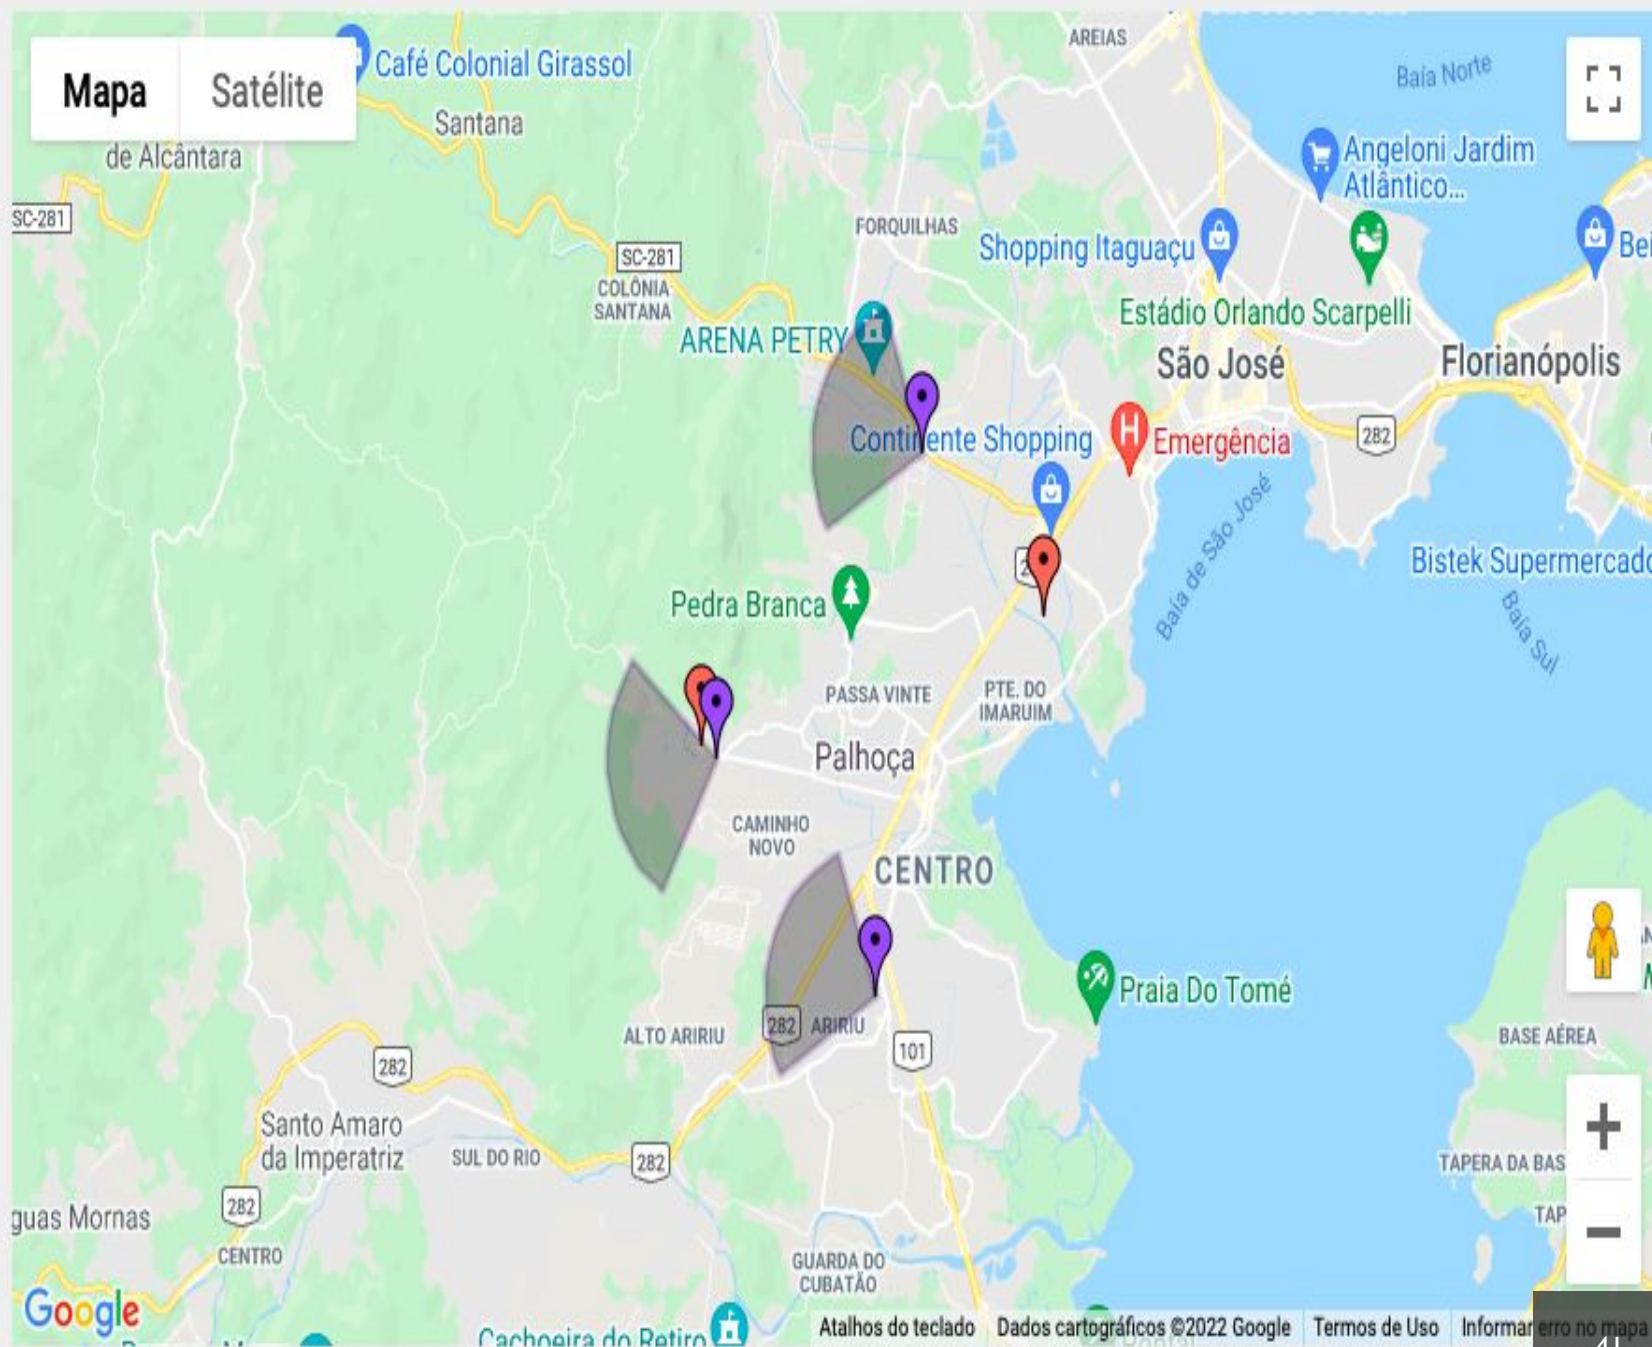 AREIAS
Café Colonial Girassol
Baía Norte
Mapa
Satélite
Santana
de Alcântara
Angeloni Jardim
Atlântico...
SC-281
FORQUILHAS
Shopping Itaguaçu
Bei
SC-281
COLÔNIA
SANTANA
Estádio Orlando Scarpelli
ARENA PETRY
São José
Florianópolis
Continente Shopping
Emergência
282
Baía de São José
Bistek Supermercado
Pedra Branca
Baía Sul
PASSA VINTE
PTE. DO
IMARUIM
Palhoça
CAMINHO
NOVO
CENTRO
Praia Do Tomé
282
ARIRIU
ALTO ARIRIU
101
BASE AÉREA
282
Santo Amaro
da Imperatriz
SUL DO RIO
282
TAPERA DA BAS
282
guas Mornas
TAP
CENTRO
GUARDA DO
CUBATÃO
Google
Cachoeira do Retiro
Atalhos do teclado
Dados cartográficos ©2022 Google
Termos de Uso
Informar erro no mapa